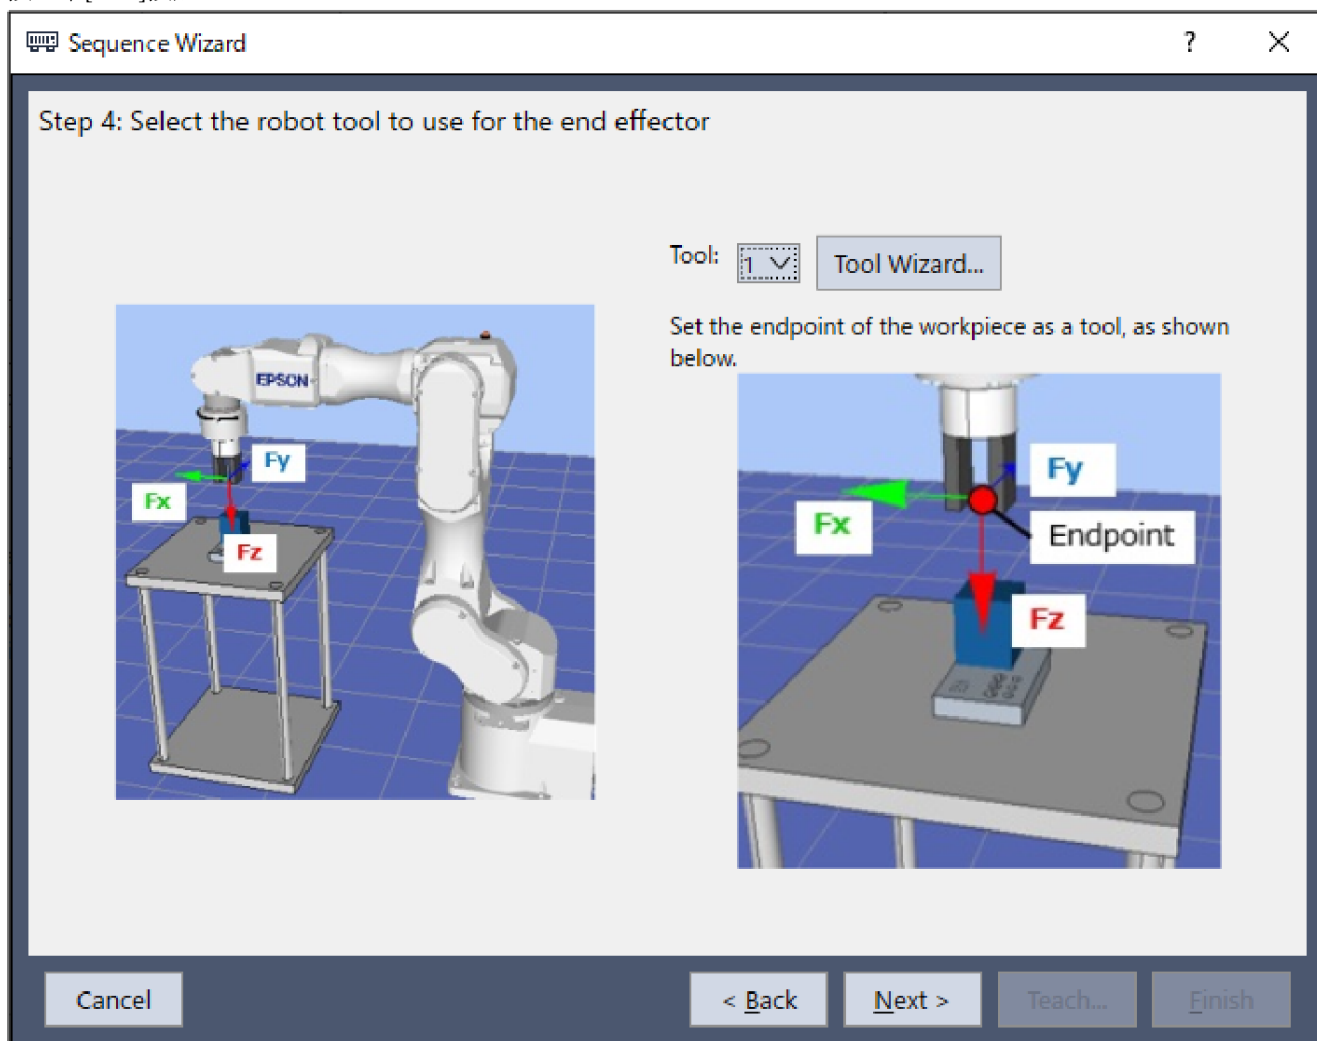 Sequence Wizard
?
Step 4: Select the robot tool to use for the end effector
Tool:
1
Tool Wizard...
Set the endpoint of the workpiece as a tool, as shown
below.
EPSON
Fy
Fx
Fz
Fy
Fx
Endpoint
Fz
Cancel
< Back
Next >
Teach...
Finish